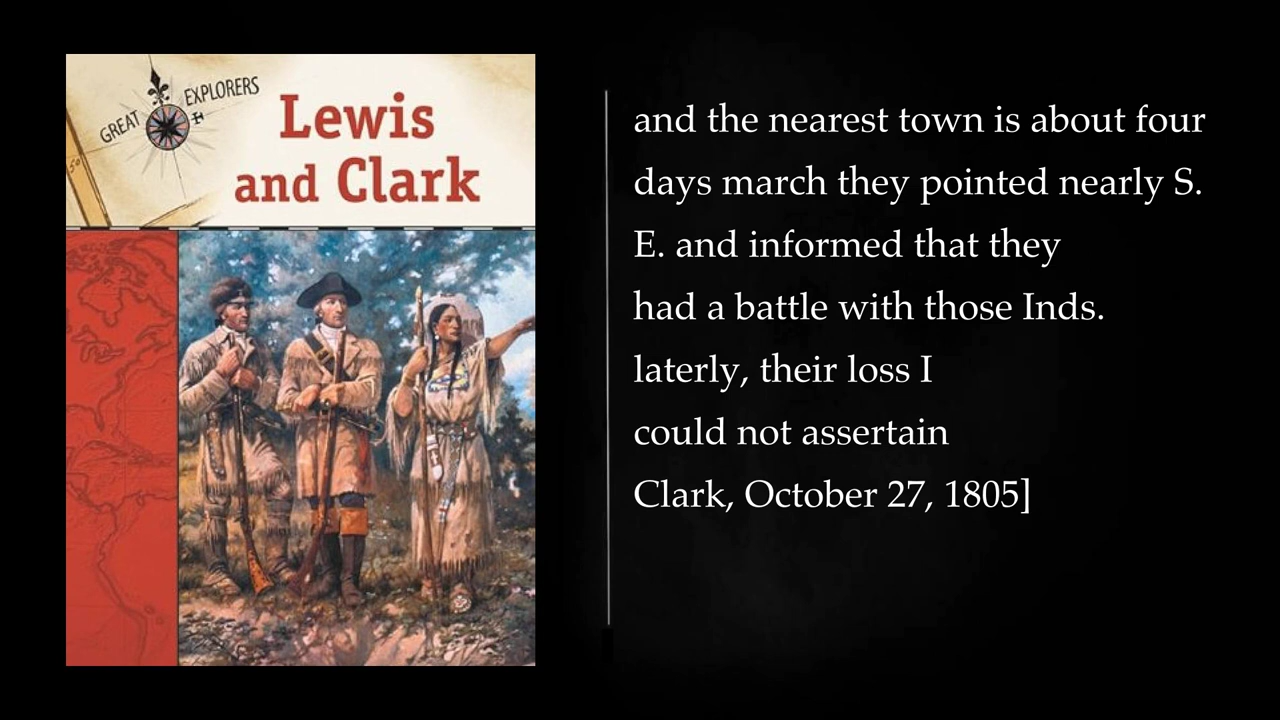 GREAT EXPLORERS
Lewis
and Clark
and the nearest town is about four
days march they pointed nearly S.
E. and informed that they
had a battle with those Inds.
laterly, their loss I
could not assertain
Clark, October 27, 1805]